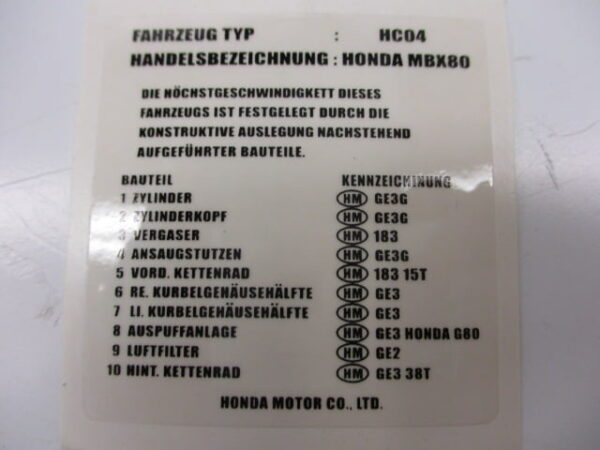 FAHRZEUG TYP : HC04
HANDELSBEZEICHNUNG : HONDA MBX80
DIE HÖCHSTGESCHWINDIGKETT DIESES
FAHRZEUGS IST FESTGELEGT DURCH DIE
KONSTRUKTIVE AUSLEGUNG NACHSTEHEND
AUFGEFÜHRTER BAUTEILE.
BAUTEIL KENNZEICHINUNG
1 ZYLINDER HM GE3G
2 ZYLINDERKOPF HM GE3G
3 VERGASER HM 183
4 ANSAUGSTUTZEN HM GE3G
5 VORD. KETTENRAD HM 183 15T
6 RE. KURBELGEHÄUSEHÄLFTE HM GE3
7 LI. KURBELGEHÄUSEHÄLFTE HM GE3
8 AUSPUFFANLAGE HM GE3 HONDA G80
9 LUFTFILTER HM GE2
10 HINT. KETTENRAD HM GE3 38T
HONDA MOTOR CO., LTD.